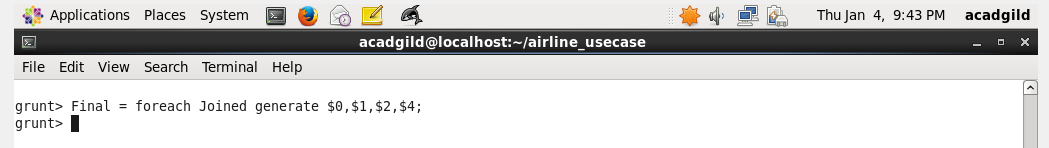 Applications Places System Thu Jan 4, 9:43 PM acadgild
acadgild@localhost:~/airline_usecase
File Edit View Search Terminal Help
grunt> Final = foreach Joined generate $0,$1,$2,$4;
grunt>